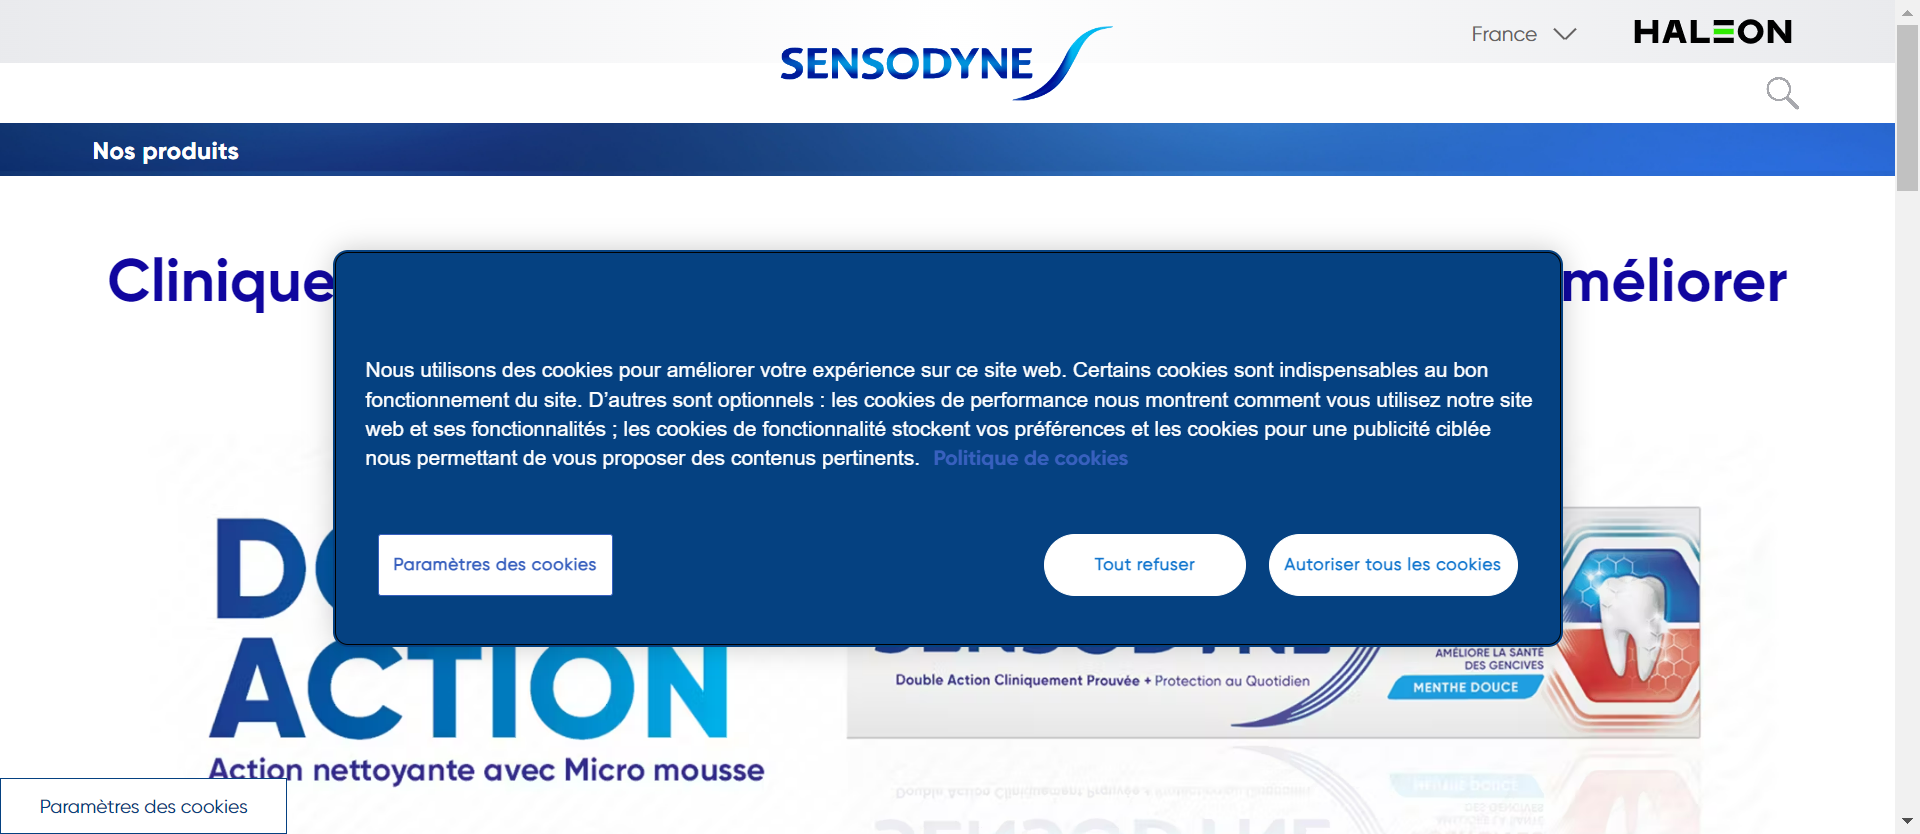 France
HALEON
SENSODYNE
Nos produits
Clinique
méliorer
Nous utilisons des cookies pour améliorer votre expérience sur ce site web. Certains cookies sont indispensables au bon
fonctionnement du site. D’autres sont optionnels : les cookies de performance nous montrent comment vous utilisez notre site
web et ses fonctionnalités ; les cookies de fonctionnalité stockent vos préférences et les cookies pour une publicité ciblée
nous permettant de vous proposer des contenus pertinents. Politique de cookies
Paramètres des cookies
Tout refuser
Autoriser tous les cookies
ACTION
Action nettoyante avec Micro mousse
SENSODYNE
AMÉLIORE LA SANTÉ
DES GENCIVES
Double Action Cliniquement Prouvée + Protection au Quotidien
MENTHE DOUCE
Paramètres des cookies